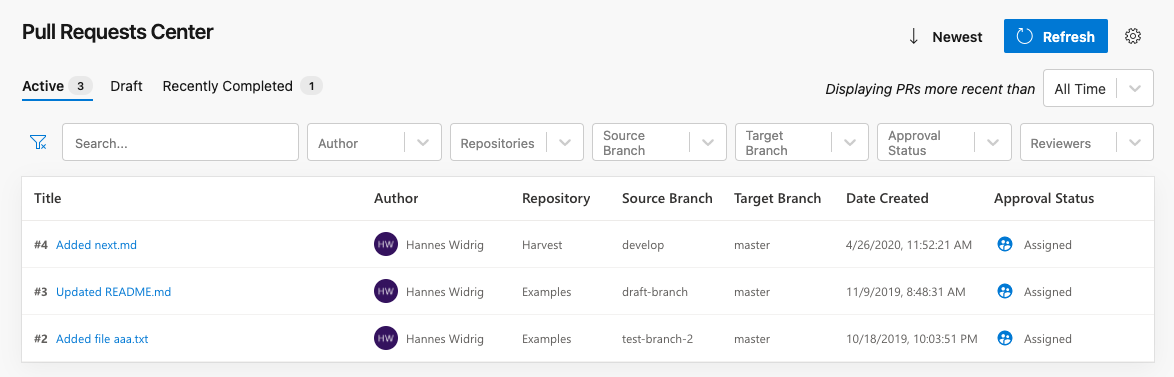 Pull Requests Center
Newest
Refresh
Active 3 Draft Recently Completed 1
Displaying PRs more recent than All Time
Search... Author Repositories Source Branch Target Branch Approval Status Reviewers
Title Author Repository Source Branch Target Branch Date Created Approval Status
#4 Added next.md HW Hannes Widrig Harvest develop master 4/26/2020, 11:52:21 AM Assigned
#3 Updated README.md HW Hannes Widrig Examples draft-branch master 11/9/2019, 8:48:31 AM Assigned
#2 Added file aaa.txt HW Hannes Widrig Examples test-branch-2 master 10/18/2019, 10:03:51 PM Assigned